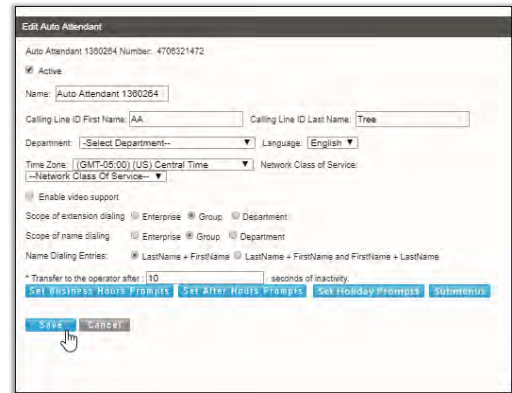 Edit Auto Attendant
Auto Attendant 1360264 Number: 4706321472
Active
Name: Auto Attendant 1360264
Calling Line ID First Name: AA Calling Line ID Last Name: Tree
Department: -Select Department-- Language: English
Time Zone: (GMT-05:00) (US) Central Time Network Class of Service:
--Network Class Of Service--
Enable video support
Scope of extension dialing Enterprise Group Department
Scope of name dialing Enterprise Group Department
Name Dialing Entries: LastName + FirstName LastName + FirstName and FirstName + LastName
* Transfer to the operator after : 10 seconds of inactivity.
Set Business Hours Prompts Set After Hours Prompts Set Holiday Prompts Submenus
Save Cancel